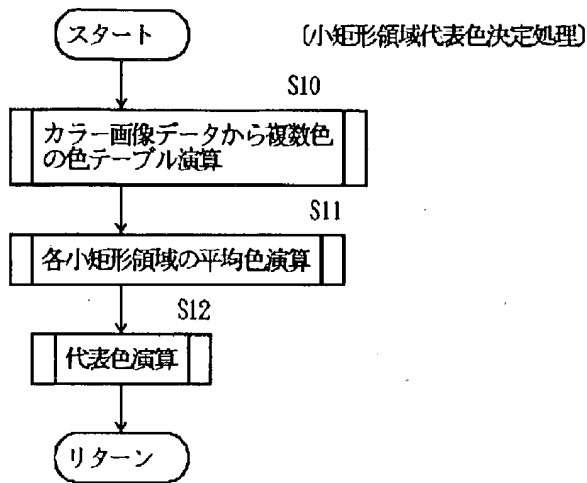 スタート
〔小矩形領域代表色決定処理〕
S10
カラー画像データから複数色
の色テーブル演算
S11
各小矩形領域の平均色演算
S12
代表色演算
リターン